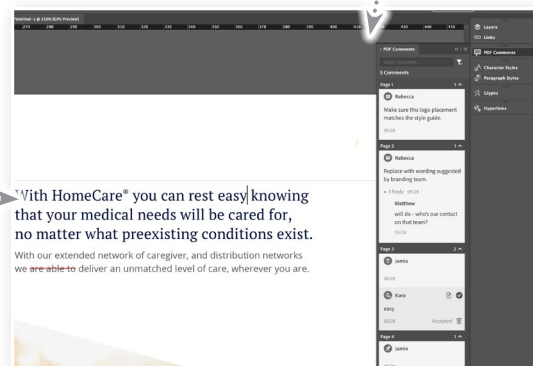 @ 110% [GPU Preview]
270 280 290 300 310 320 330 340 350 360 370 380 390 400 410 430 440 450
PDF Comments
5 Comments
Page 1 1
Rebecca
Make sure this logo placement
matches the style guide.
05/28
Page 2 1
Rebecca
Replace with wording suggested
by branding team.
1 Reply 05/28
Matthew
will do - who's our contact
on that team?
05/28
Page 3 2
Jamie
05/28
Kara
easy
05/28 Accepted
Page 4 1
Jamie
Layers
Links
PDF Comments
Character Styles
Paragraph Styles
Glyphs
Hyperlinks
With HomeCare® you can rest easy knowing
that your medical needs will be cared for,
no matter what preexisting conditions exist.
With our extended network of caregiver, and distribution networks
we are able to deliver an unmatched level of care, wherever you are.